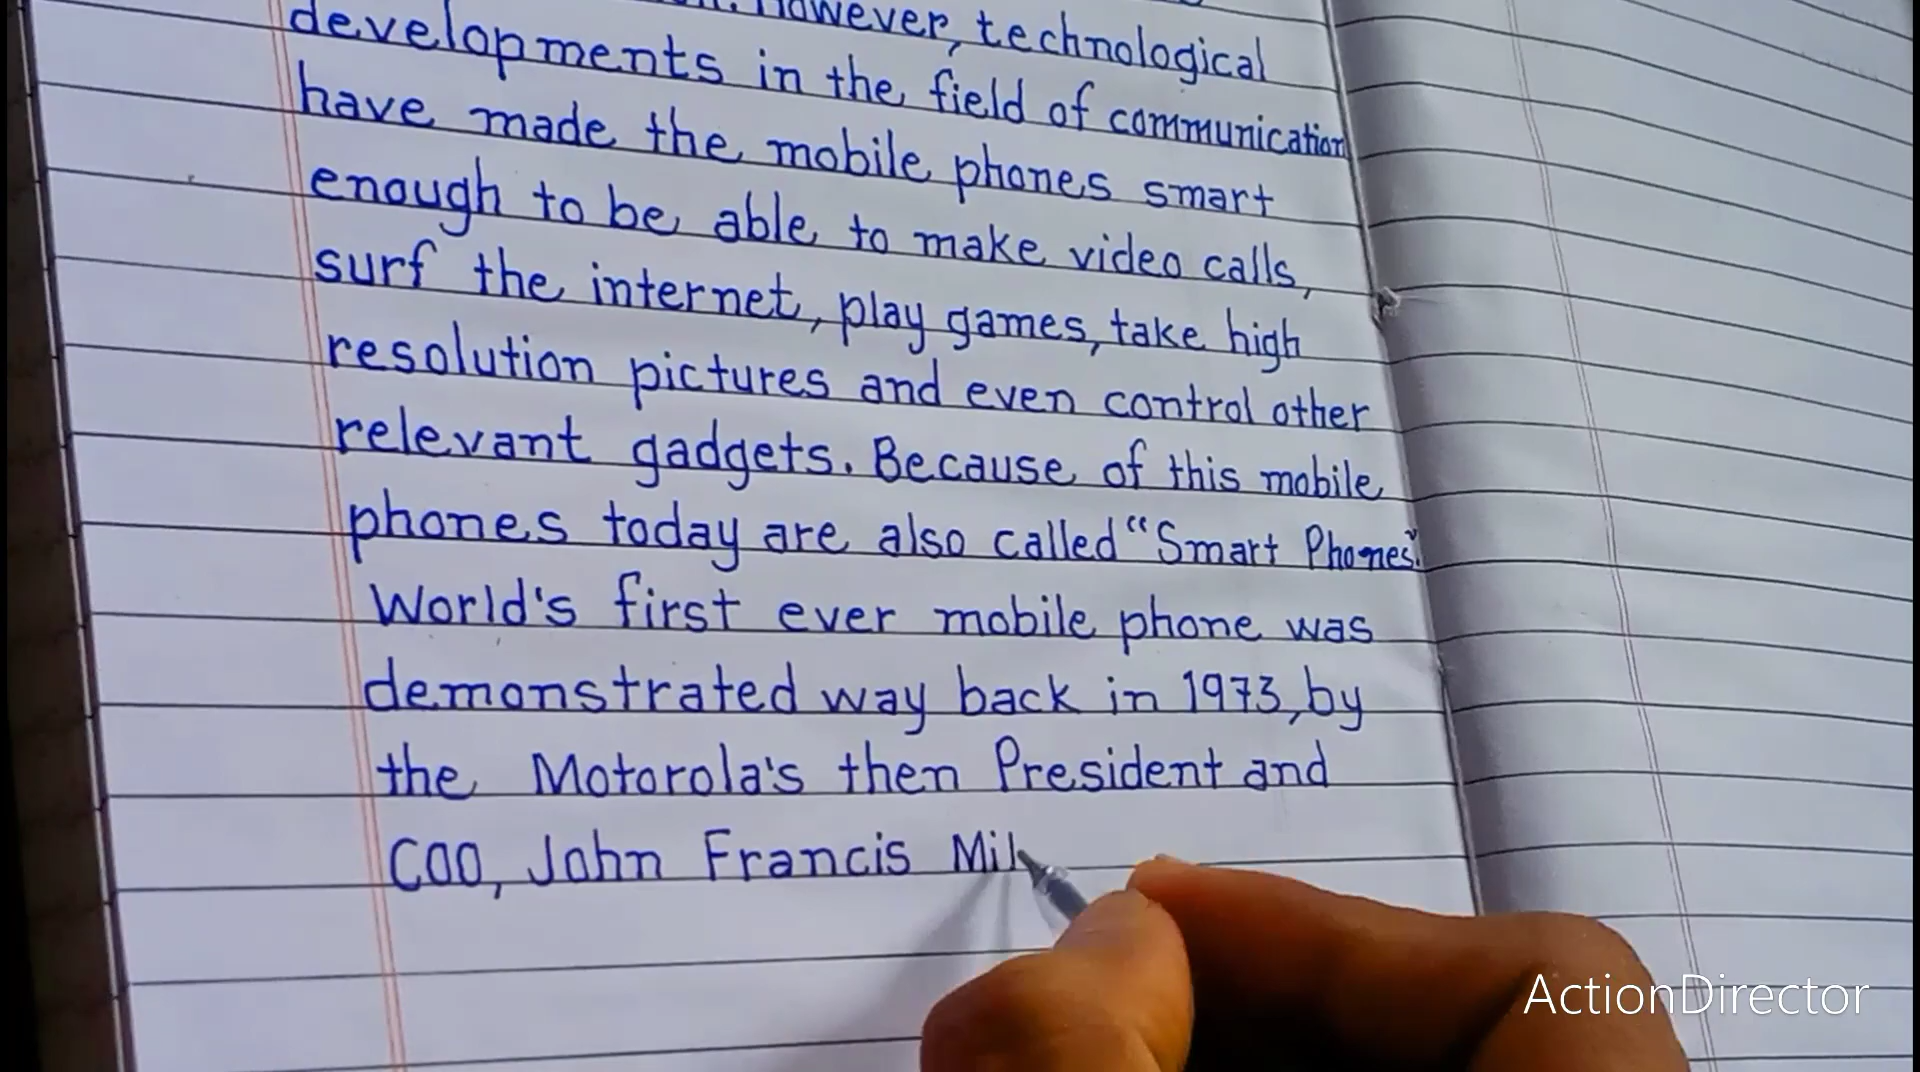 However, technological
developments in the field of communication
have made the mobile phones smart
enough to be able to make video calls,
surf the internet, play games, take high
resolution pictures and even control other
relevant gadgets. Because of this mobile
phones today are also called "Smart Phones".
World's first ever mobile phone was
demonstrated way back in 1973, by
the Motorola's then President and
COO, John Francis
ActionDirector